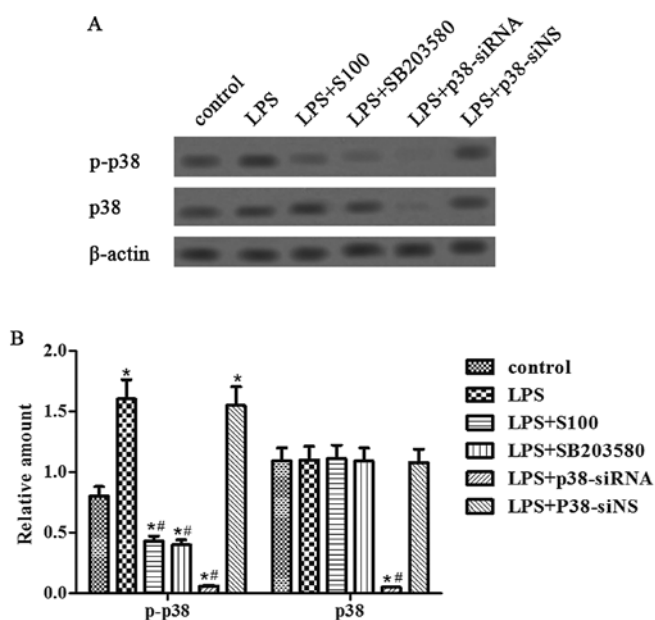 A
control
LPS
LPS+S100
LPS+SB203580
LPS+p38-siRNA
LPS+p38-siNS
p-p38
p38
β-actin
B
Relative amount
2.0
1.5
1.0
0.5
0.0
*
*# *#
*#
*
*#
p-p38 p38
control
LPS
LPS+S100
LPS+SB203580
LPS+p38-siRNA
LPS+P38-siNS